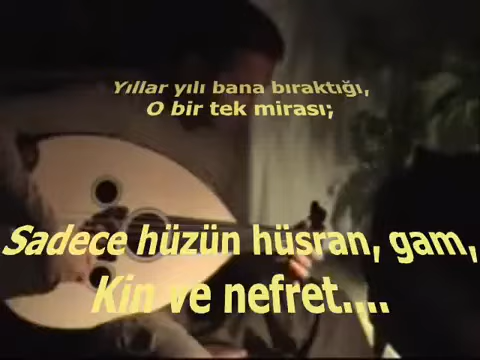 Yıllar yılı bana bıraktığı,
O bir tek mirası;
Sadece hüzün hüsran, gam,
Kin ve nefret....